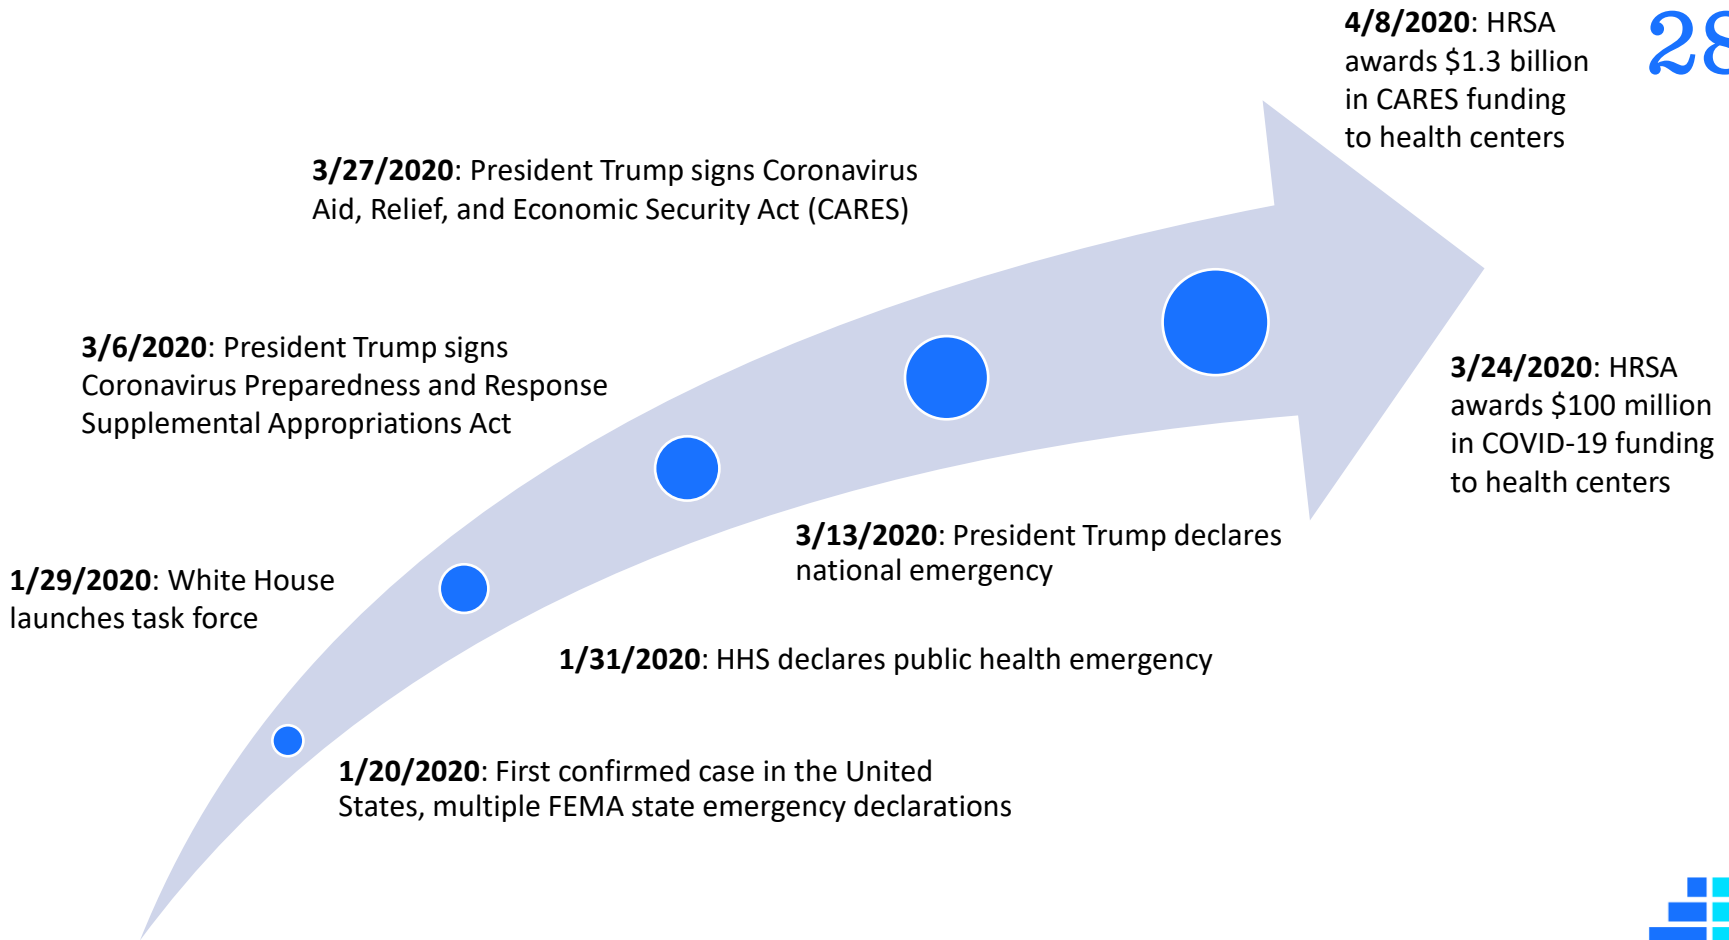 4/8/2020: HRSA
awards $1.3 billion
in CARES funding
to health centers
28
3/27/2020: President Trump signs Coronavirus
Aid, Relief, and Economic Security Act (CARES)
3/6/2020: President Trump signs
Coronavirus Preparedness and Response
Supplemental Appropriations Act
3/24/2020: HRSA
awards $100 million
in COVID-19 funding
to health centers
3/13/2020: President Trump declares
national emergency
1/29/2020: White House
launches task force
1/31/2020: HHS declares public health emergency
1/20/2020: First confirmed case in the United
States, multiple FEMA state emergency declarations